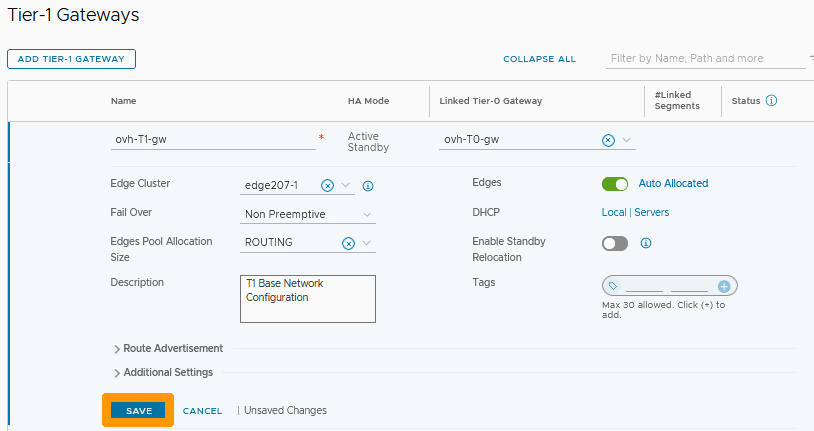 Tier-1 Gateways
ADD TIER-1 GATEWAY
COLLAPSE ALL
Filter by Name, Path and more
Name
HA Mode
Linked Tier-0 Gateway
#Linked
Segments
Status
ovh-T1-gw *
Active
Standby
ovh-T0-gw
Edge Cluster
edge207-1
Edges
Auto Allocated
Fail Over
Non Preemptive
DHCP
Local | Servers
Edges Pool Allocation
Size
ROUTING
Enable Standby
Relocation
Description
T1 Base Network
Configuration
Tags
Max 30 allowed. Click (+) to
add.
Route Advertisement
Additional Settings
SAVE
CANCEL
| Unsaved Changes